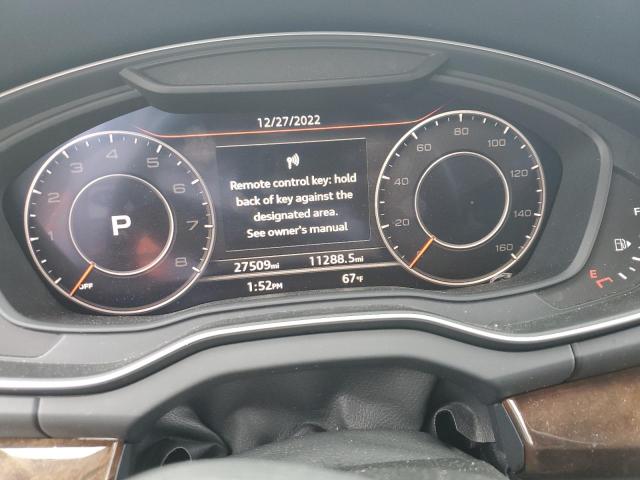 12/27/2022
Remote control key: hold
back of key against the
designated area.
See owner's manual
27509mi 11288.5mi
1:52PM 67°F
P
OFF
1
2
3
4
5
6
7
8
20
40
60
80
100
120
140
160
F
E